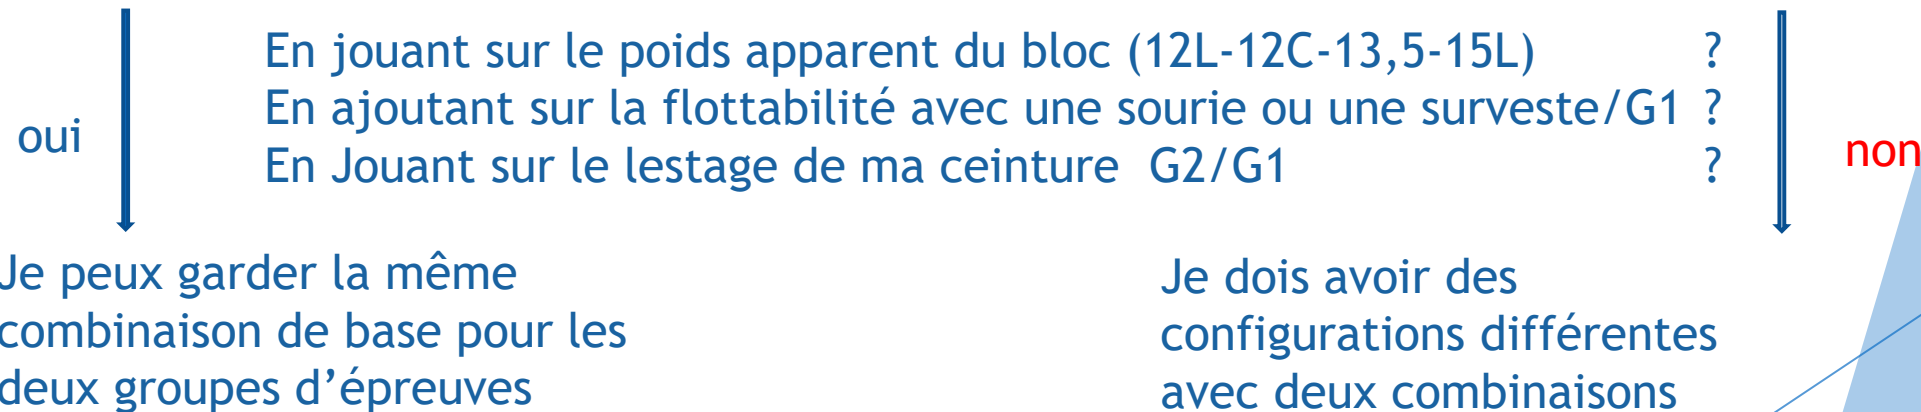 En jouant sur le poids apparent du bloc (12L-12C-13,5-15L) ?
En ajoutant sur la flottabilité avec une sourie ou une surveste/G1 ?
En Jouant sur le lestage de ma ceinture G2/G1 ?
oui
non
Je peux garder la même
combinaison de base pour les
deux groupes d’épreuves
Je dois avoir des
configurations différentes
avec deux combinaisons